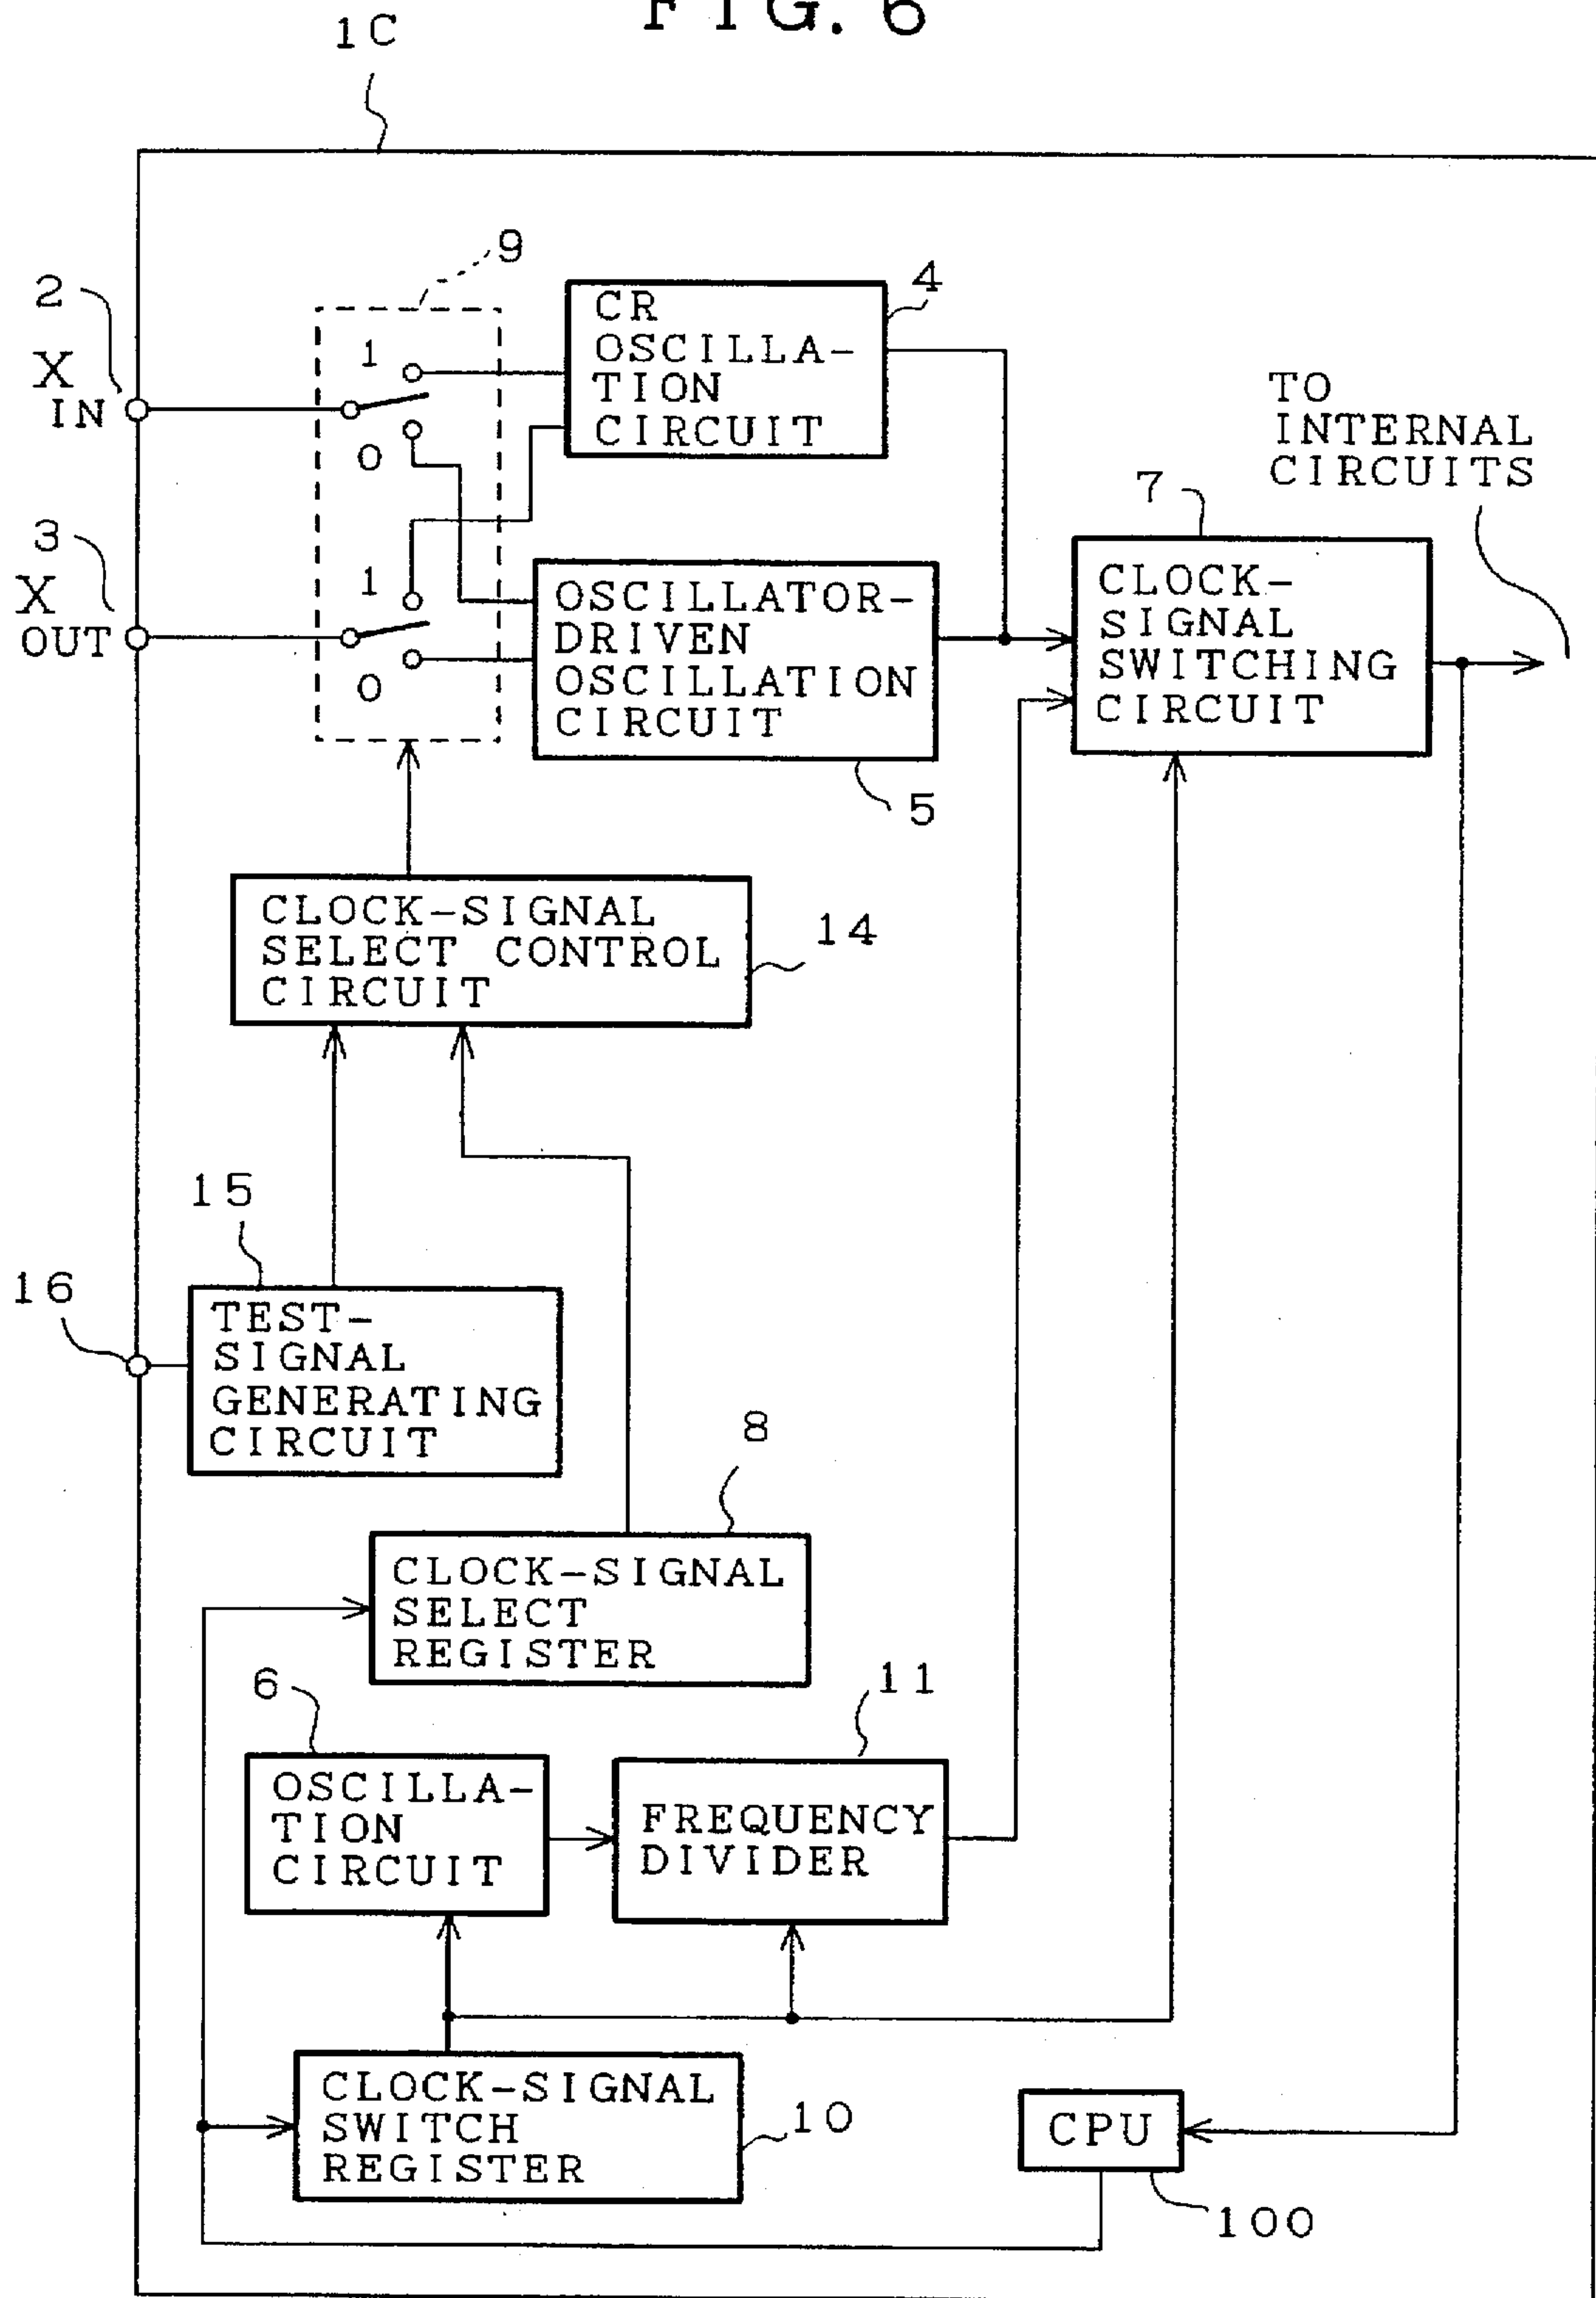 FIG. 6
1C
9
2
4
CR
OSCILLA-
TION
CIRCUIT
X
IN
1
0
TO
INTERNAL
CIRCUITS
7
3
X
OUT
1
0
OSCILLATOR-
DRIVEN
OSCILLATION
CIRCUIT
CLOCK-
SIGNAL
SWITCHING
CIRCUIT
5
CLOCK-SIGNAL
SELECT CONTROL
CIRCUIT
14
15
16
TEST-
SIGNAL
GENERATING
CIRCUIT
8
CLOCK-SIGNAL
SELECT
REGISTER
6
11
OSCILLA-
TION
CIRCUIT
FREQUENCY
DIVIDER
CLOCK-SIGNAL
SWITCH
REGISTER
10
CPU
100